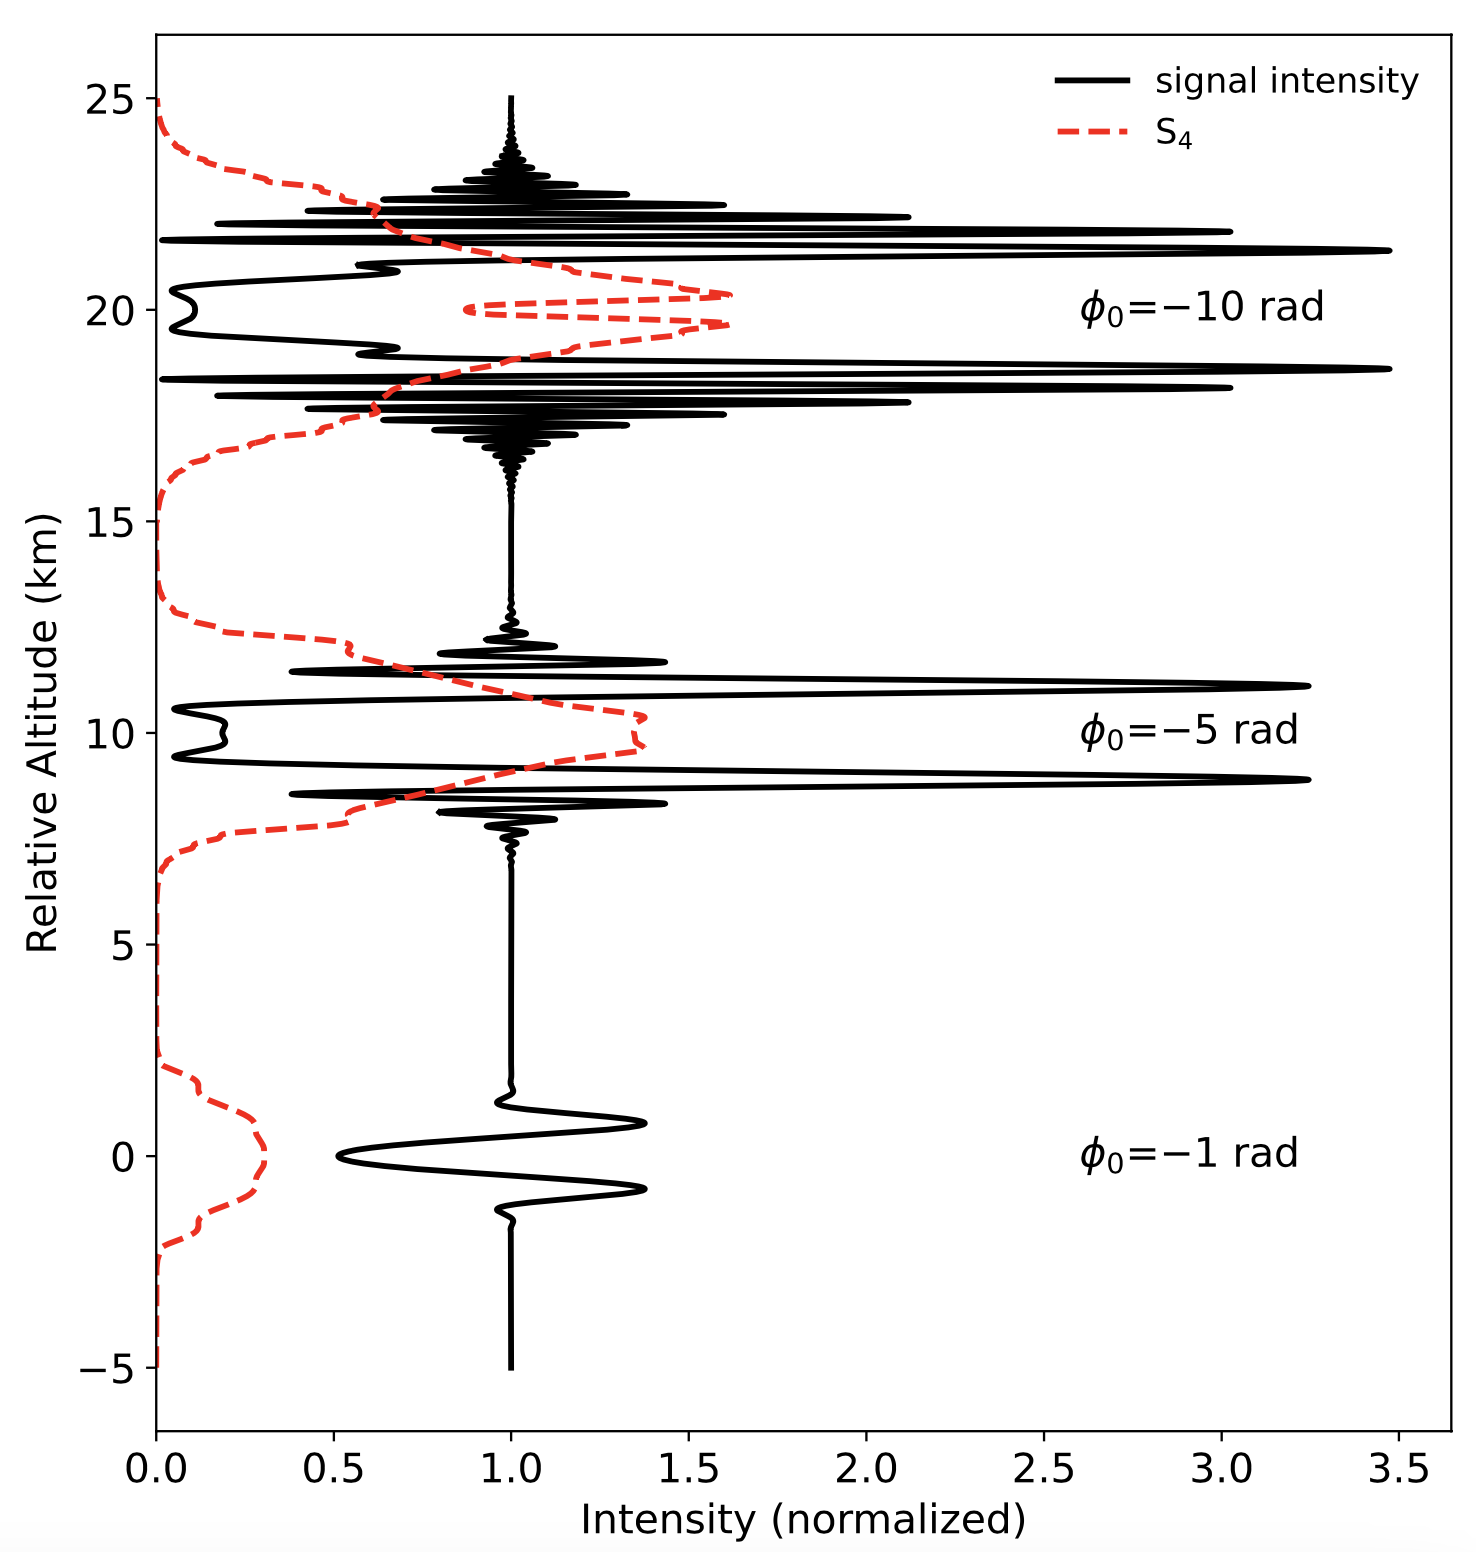 signal intensity
S₄
25
20
15
10
5
0
−5
Relative Altitude (km)
ϕ₀=−10 rad
ϕ₀=−5 rad
ϕ₀=−1 rad
0.0 0.5 1.0 1.5 2.0 2.5 3.0 3.5
Intensity (normalized)